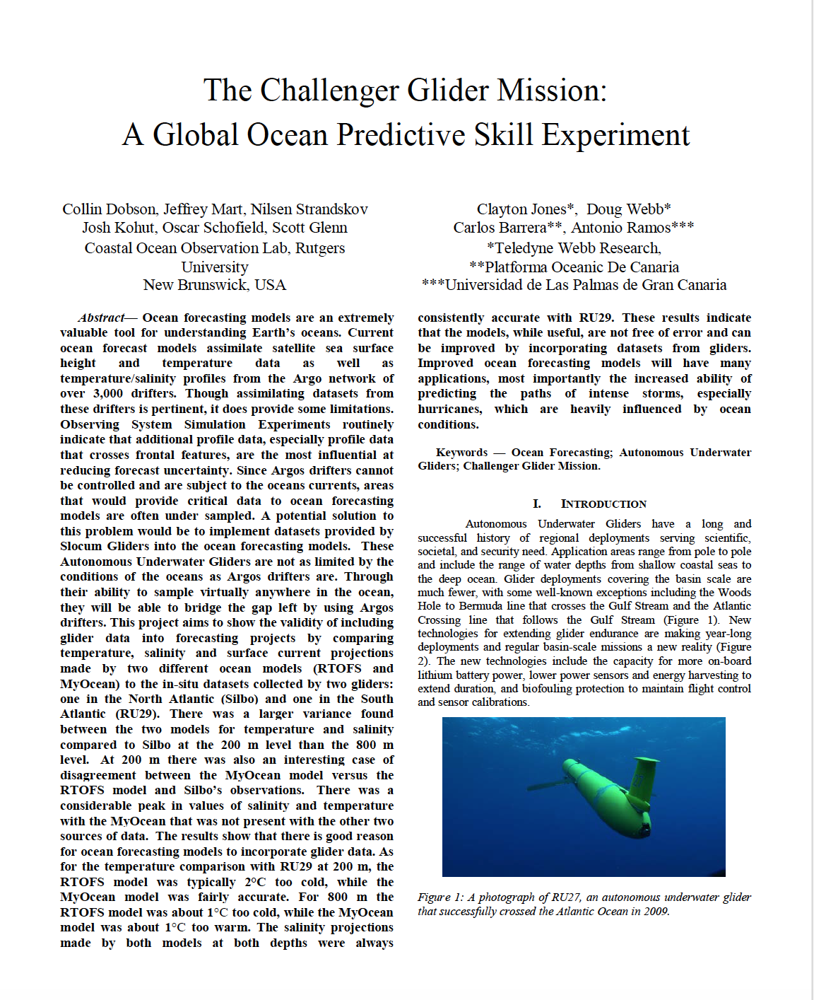 The Challenger Glider Mission:
A Global Ocean Predictive Skill Experiment
Collin Dobson, Jeffrey Mart, Nilsen Strandskov
Josh Kohut, Oscar Schofield, Scott Glenn
Coastal Ocean Observation Lab, Rutgers
University
New Brunswick, USA
Clayton Jones*, Doug Webb*
Carlos Barrera**, Antonio Ramos***
*Teledyne Webb Research,
**Platforma Oceanic De Canaria
***Universidad de Las Palmas de Gran Canaria
Abstract— Ocean forecasting models are an extremely
valuable tool for understanding Earth's oceans. Current
ocean forecast models assimilate satellite sea surface
height and temperature data as well as
temperature/salinity profiles from the Argo network of
over 3,000 drifters. Though assimilating datasets from
these drifters is pertinent, it does provide some limitations.
Observing System Simulation Experiments routinely
indicate that additional profile data, especially profile data
that crosses frontal features, are the most influential at
reducing forecast uncertainty. Since Argos drifters cannot
be controlled and are subject to the oceans currents, areas
that would provide critical data to ocean forecasting
models are often under sampled. A potential solution to
this problem would be to implement datasets provided by
Slocum Gliders into the ocean forecasting models. These
Autonomous Underwater Gliders are not as limited by the
conditions of the oceans as Argos drifters are. Through
their ability to sample virtually anywhere in the ocean,
they will be able to bridge the gap left by using Argos
drifters. This project aims to show the validity of including
glider data into forecasting projects by comparing
temperature, salinity and surface current projections
made by two different ocean models (RTOFS and
MyOcean) to the in-situ datasets collected by two gliders:
one in the North Atlantic (Silbo) and one in the South
Atlantic (RU29). There was a larger variance found
between the two models for temperature and salinity
compared to Silbo at the 200 m level than the 800 m
level. At 200 m there was also an interesting case of
disagreement between the MyOcean model versus the
RTOFS model and Silbo's observations. There was a
considerable peak in values of salinity and temperature
with the MyOcean that was not present with the other two
sources of data. The results show that there is good reason
for ocean forecasting models to incorporate glider data. As
for the temperature comparison with RU29 at 200 m, the
RTOFS model was typically 2°C too cold, while the
MyOcean model was fairly accurate. For 800 m the
RTOFS model was about 1°C too cold, while the MyOcean
model was about 1°C too warm. The salinity projections
made by both models at both depths were always
consistently accurate with RU29. These results indicate
that the models, while useful, are not free of error and can
be improved by incorporating datasets from gliders.
Improved ocean forecasting models will have many
applications, most importantly the increased ability of
predicting the paths of intense storms, especially
hurricanes, which are heavily influenced by ocean
conditions.
Keywords — Ocean Forecasting; Autonomous Underwater
Gliders; Challenger Glider Mission.
I. INTRODUCTION
Autonomous Underwater Gliders have a long and
successful history of regional deployments serving scientific,
societal, and security need. Application areas range from pole to pole
and include the range of water depths from shallow coastal seas to
the deep ocean. Glider deployments covering the basin scale are
much fewer, with some well-known exceptions including the Woods
Hole to Bermuda line that crosses the Gulf Stream and the Atlantic
Crossing line that follows the Gulf Stream (Figure 1). New
technologies for extending glider endurance are making year-long
deployments and regular basin-scale missions a new reality (Figure
2). The new technologies include the capacity for more on-board
lithium battery power, lower power sensors and energy harvesting to
extend duration, and biofouling protection to maintain flight control
and sensor calibrations.
Figure 1: A photograph of RU27, an autonomous underwater glider
that successfully crossed the Atlantic Ocean in 2009.